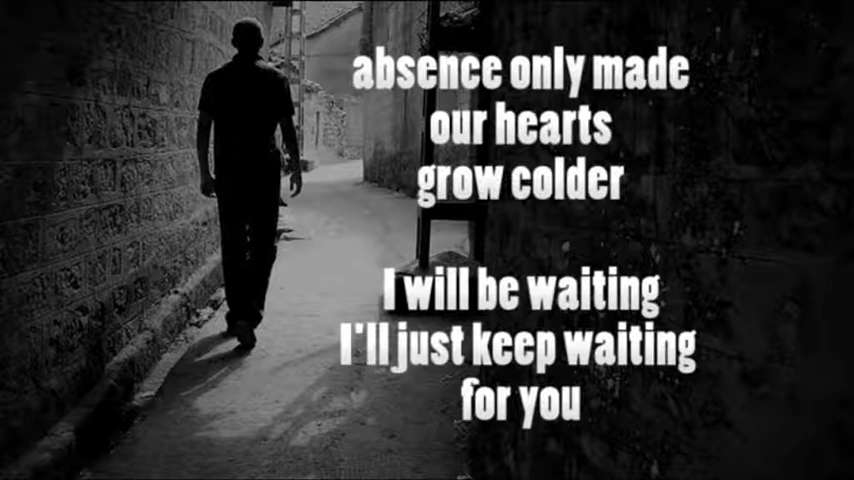 absence only made
our hearts
grow colder
I will be waiting
I'll just keep waiting
for you